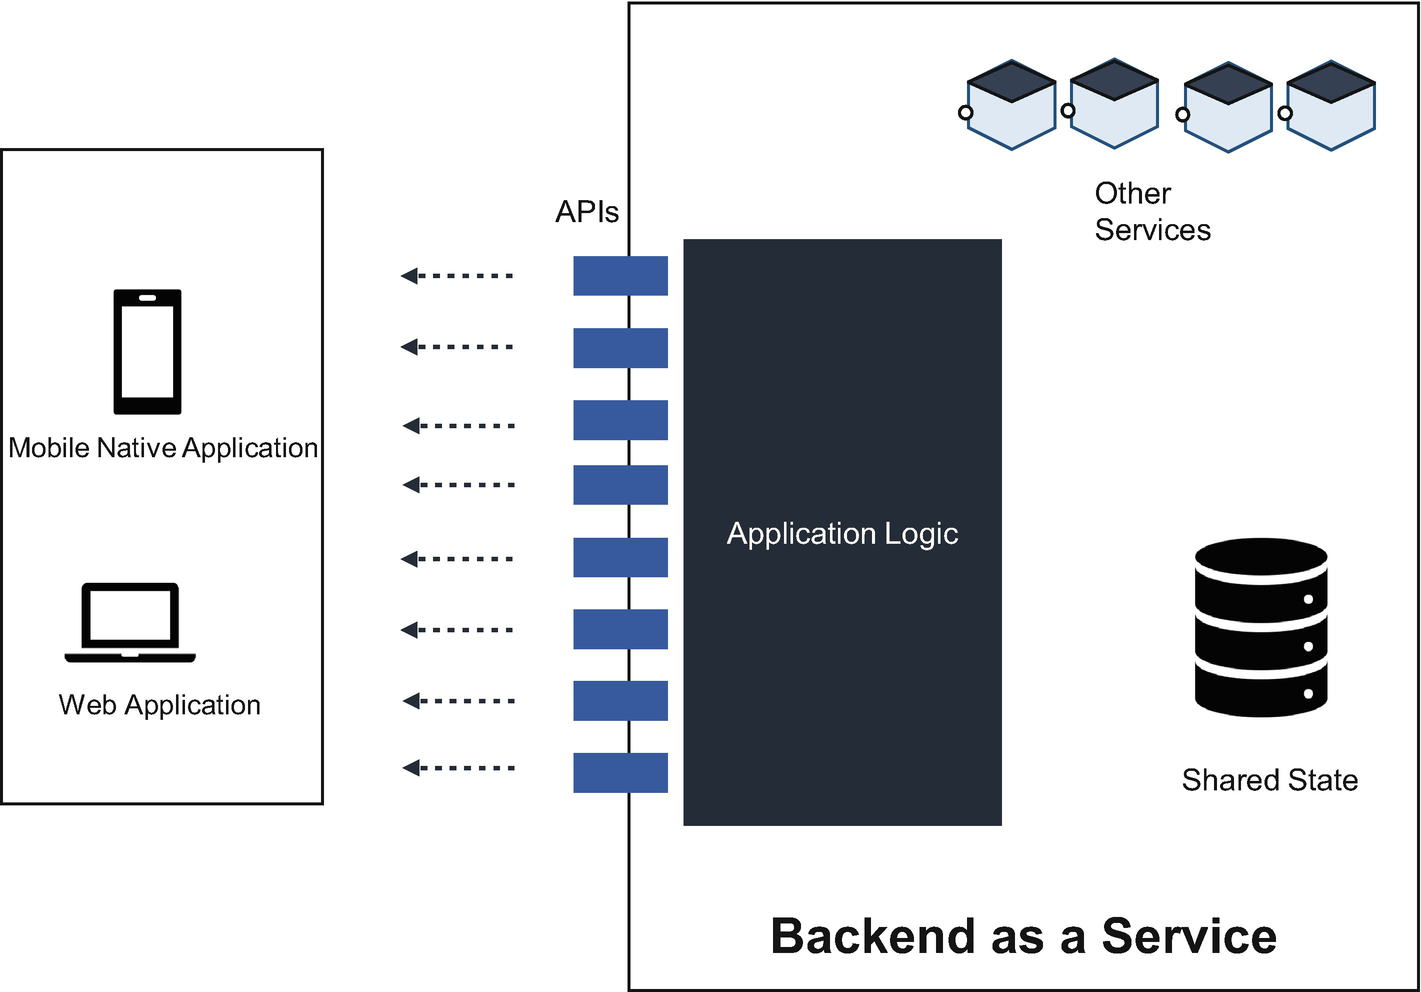 Other
Services
APIs
Mobile Native Application
Application Logic
Web Application
Shared State
Backend as a Service